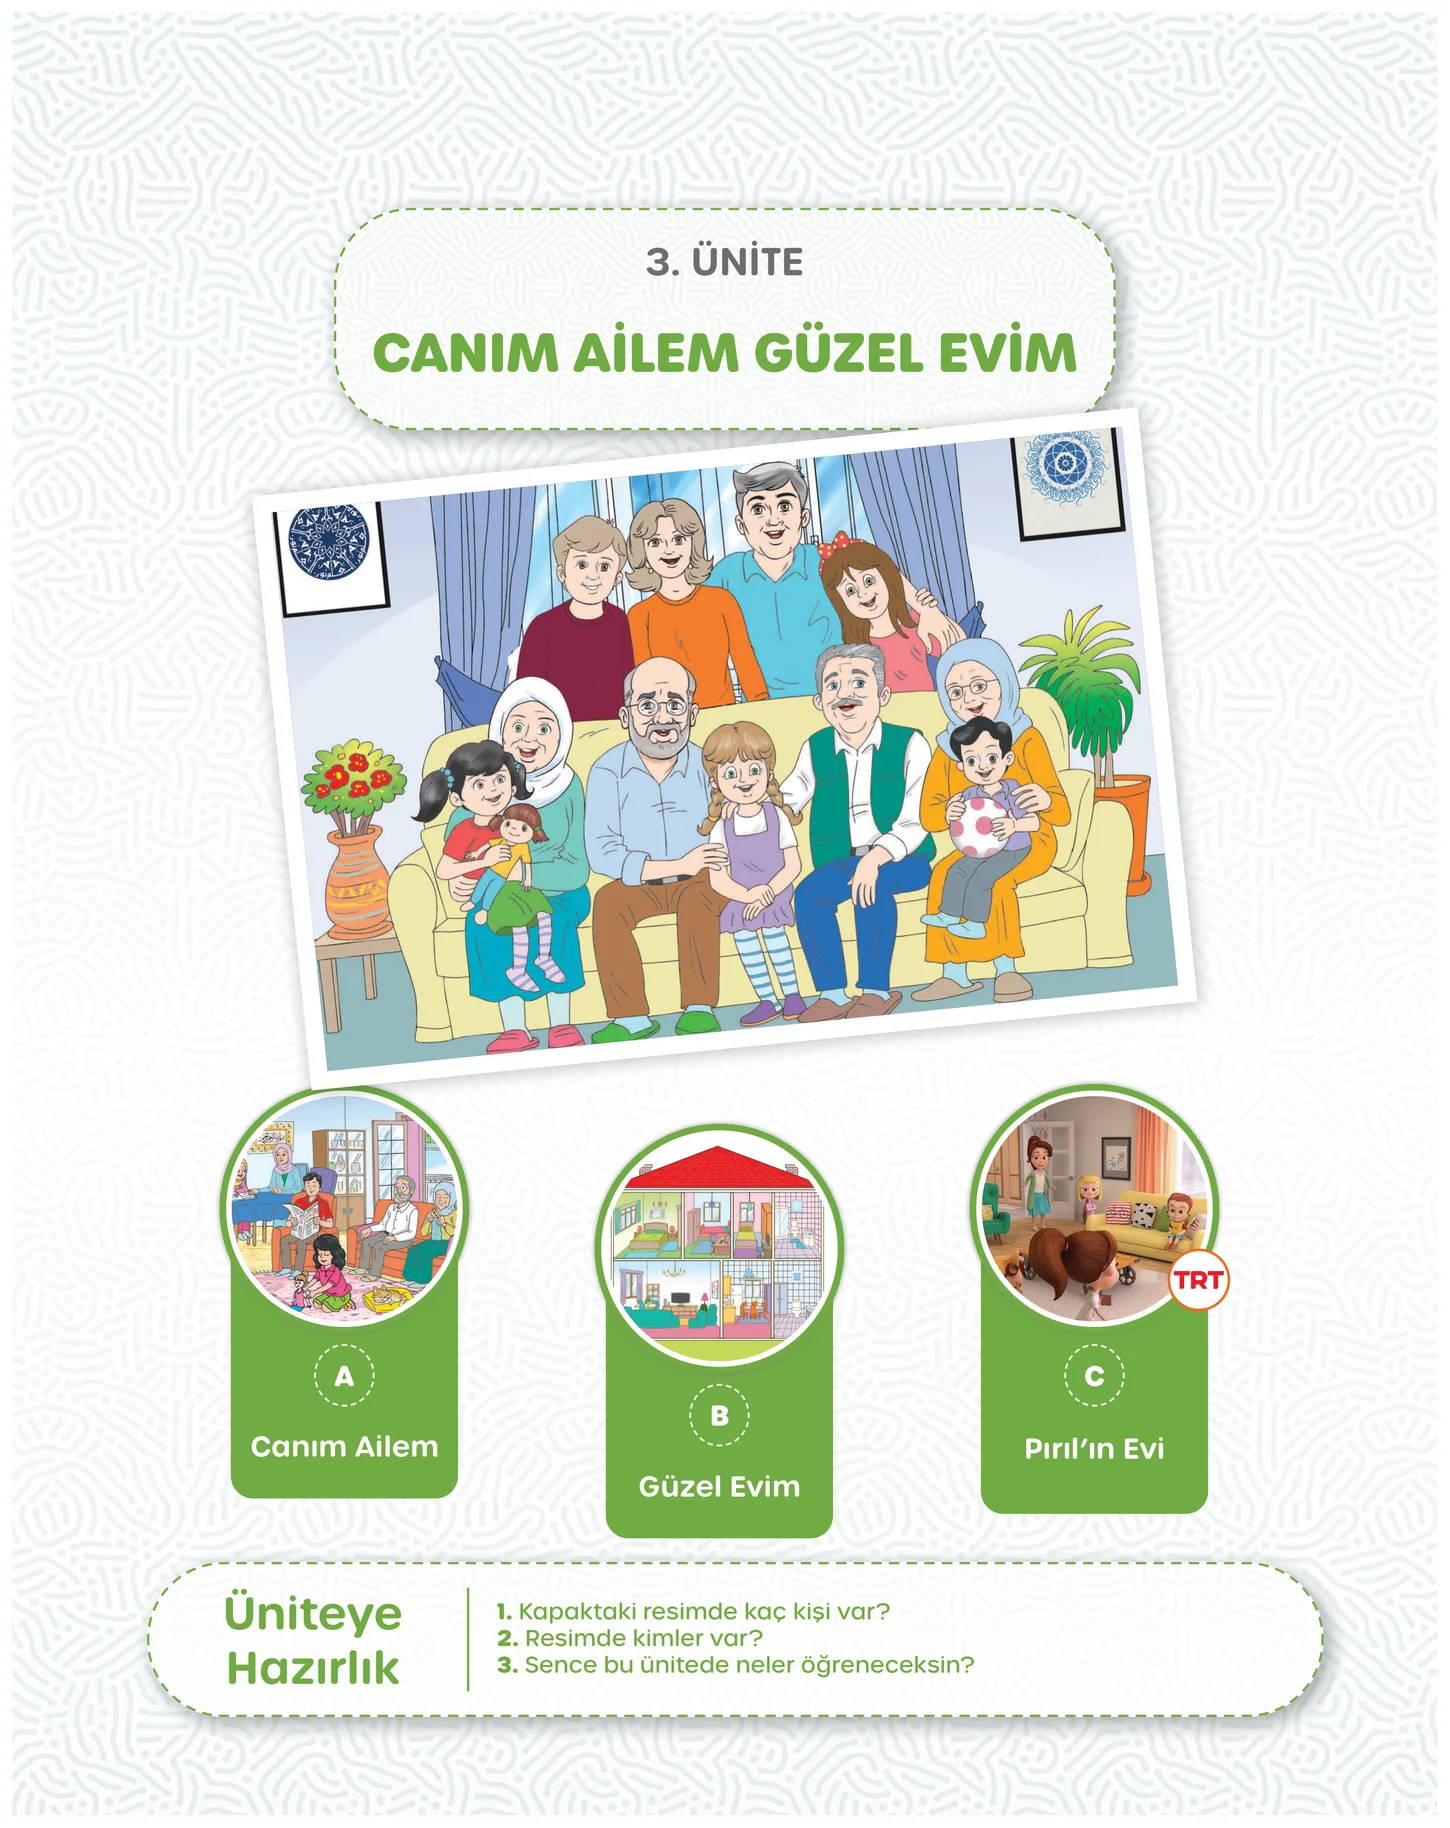 3. ÜNİTE
CANIM AİLEM GÜZEL EVİM
A
Canım Ailem
B
Güzel Evim
TRT
C
Pırıl’ın Evi
Üniteye
Hazırlık
1. Kapaktaki resimde kaç kişi var?
2. Resimde kimler var?
3. Sence bu ünitede neler öğreneceksin?